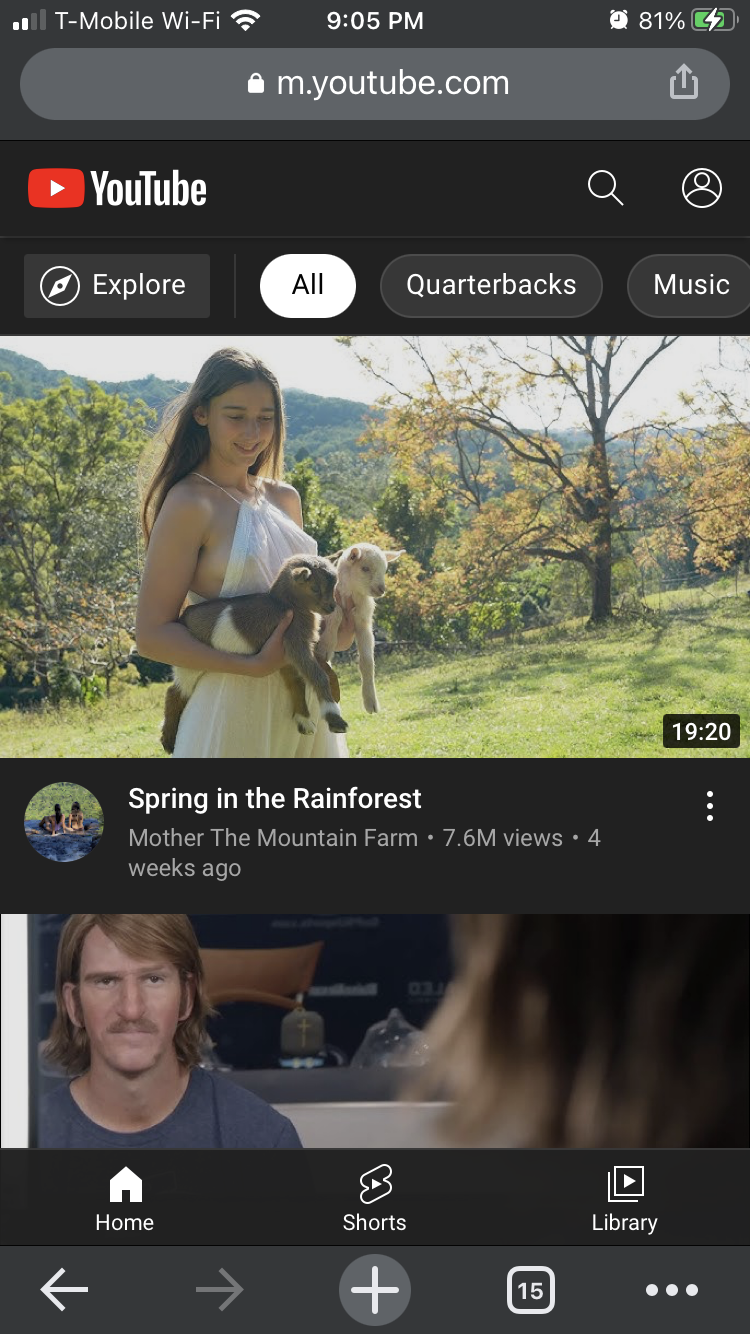 T-Mobile Wi-Fi 9:05 PM 81%
m.youtube.com
YouTube
Explore All Quarterbacks Music
19:20
Spring in the Rainforest
Mother The Mountain Farm • 7.6M views • 4
weeks ago
Home Shorts Library
15